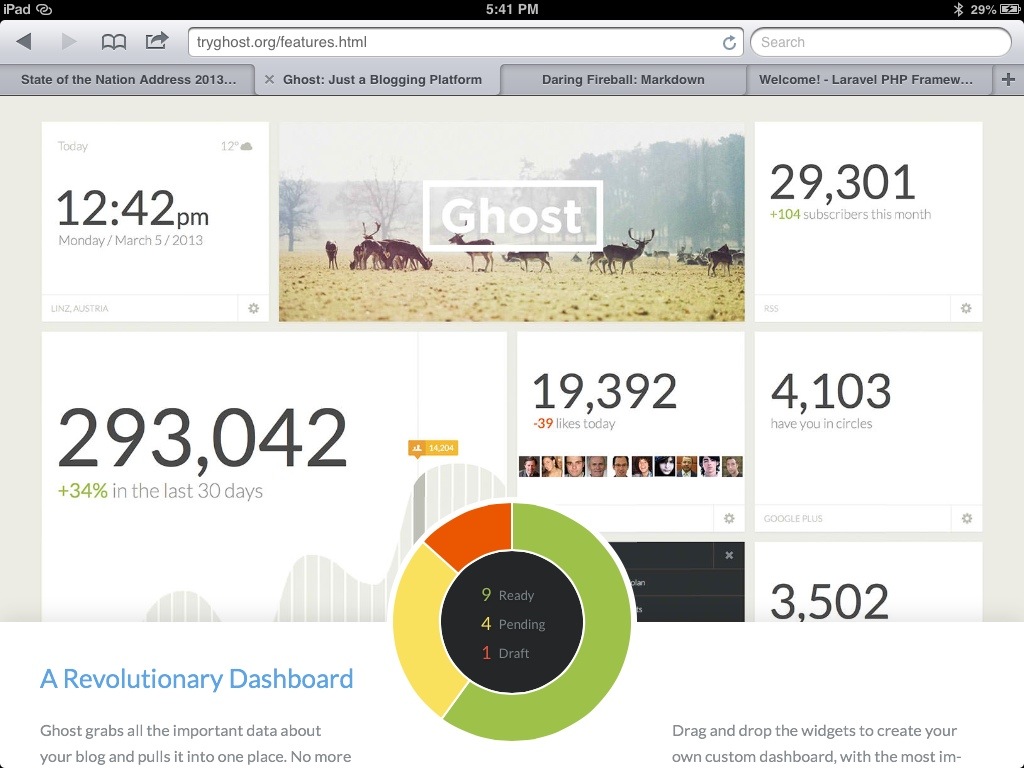 iPad
5:41 PM
29%
tryghost.org/features.html
Search
State of the Nation Address 2013...
Ghost: Just a Blogging Platform
Daring Fireball: Markdown
Welcome! - Laravel PHP Framew...
Today
12°
12:42pm
Monday / March 5 / 2013
LINZ, AUSTRIA
Ghost
29,301
+104 subscribers this month
RSS
293,042
+34% in the last 30 days
14,204
19,392
-39 likes today
4,103
have you in circles
GOOGLE PLUS
3,502
9 Ready
4 Pending
1 Draft
A Revolutionary Dashboard
Ghost grabs all the important data about
your blog and pulls it into one place. No more
Drag and drop the widgets to create your
own custom dashboard, with the most im-